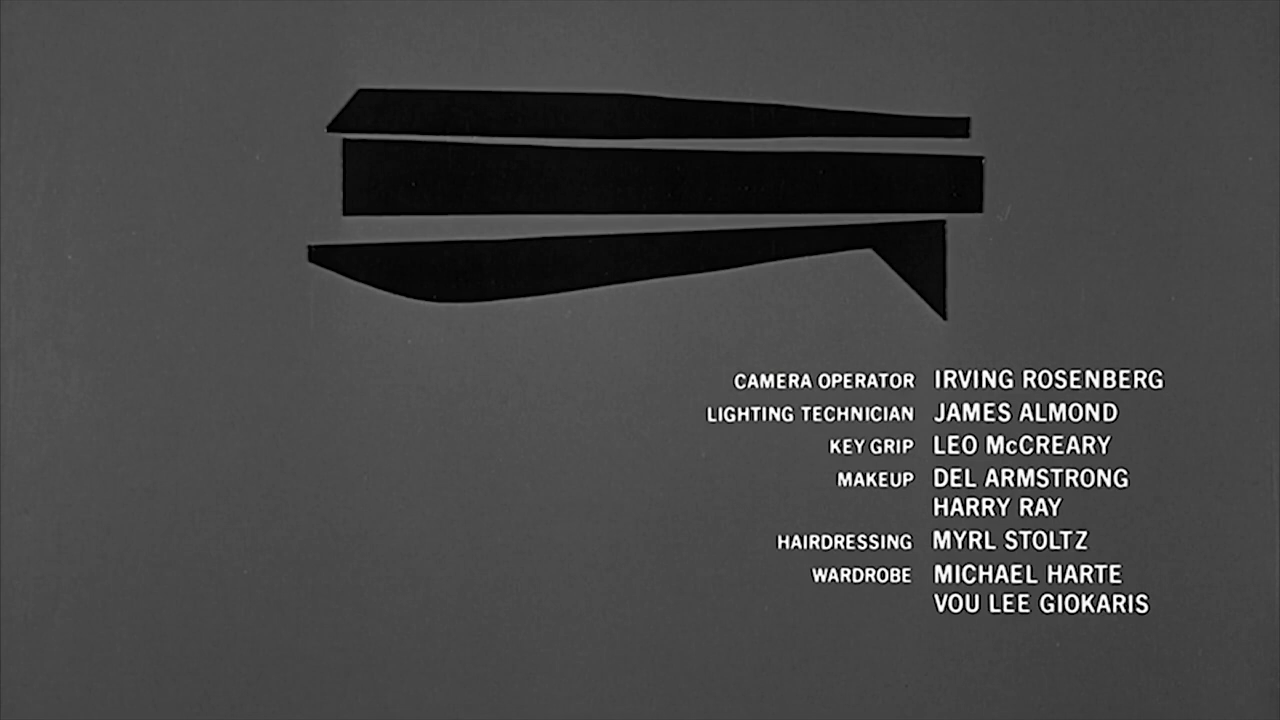 CAMERA OPERATOR IRVING ROSENBERG
LIGHTING TECHNICIAN JAMES ALMOND
KEY GRIP LEO McCREARY
MAKEUP DEL ARMSTRONG
HARRY RAY
HAIRDRESSING MYRL STOLTZ
WARDROBE MICHAEL HARTE
VOU LEE GIOKARIS